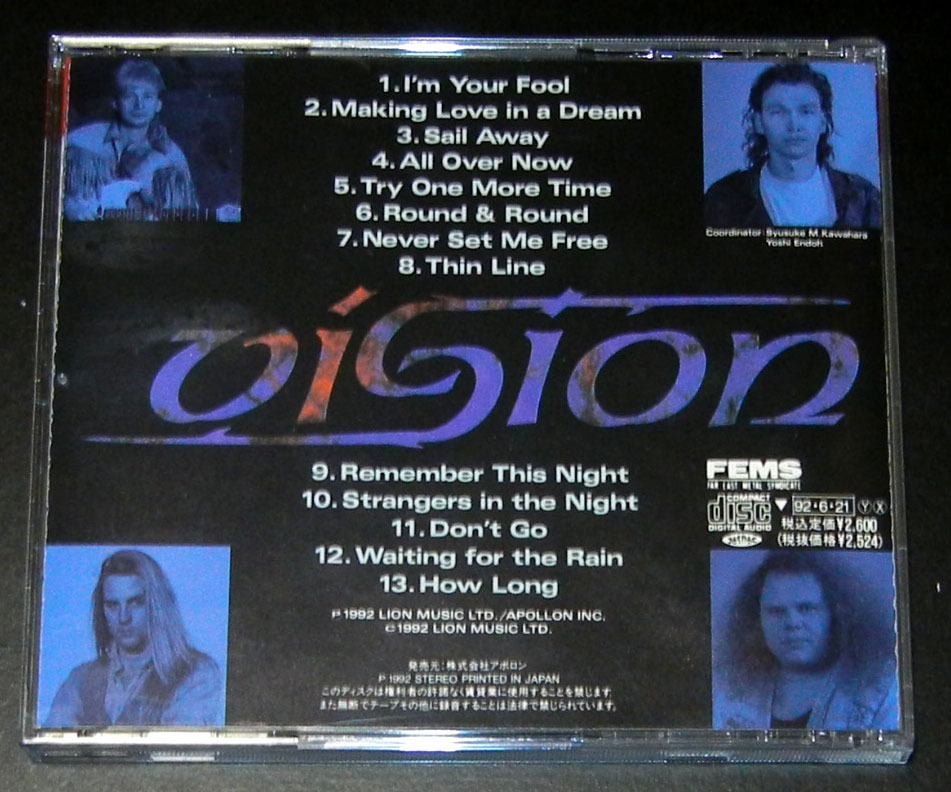 1. I'm Your Fool
2. Making Love in a Dream
3. Sail Away
4. All Over Now
5. Try One More Time
6. Round & Round
7. Never Set Me Free
8. Thin Line
Coordinator: Syusuke M. Kawahara
Yoshi Endoh
vision
9. Remember This Night
10. Strangers in the Night
11. Don't Go
12. Waiting for the Rain
13. How Long
℗1992 LION MUSIC LTD./APOLLON INC.
©1992 LION MUSIC LTD.
FEMS
FAR EAST METAL SYNDICATE
COMPACT
disc
DIGITAL AUDIO
▼ 92・6・21 Ⓨ Ⓧ
税込定価¥2,600
(税抜価格¥2,524)
発売元:株式会社アポロン
℗ 1992 STEREO PRINTED IN JAPAN
このディスクは権利者の許諾なく賃貸業に使用することを禁じます
また無断でテープその他に録音することは法律で禁じられています。